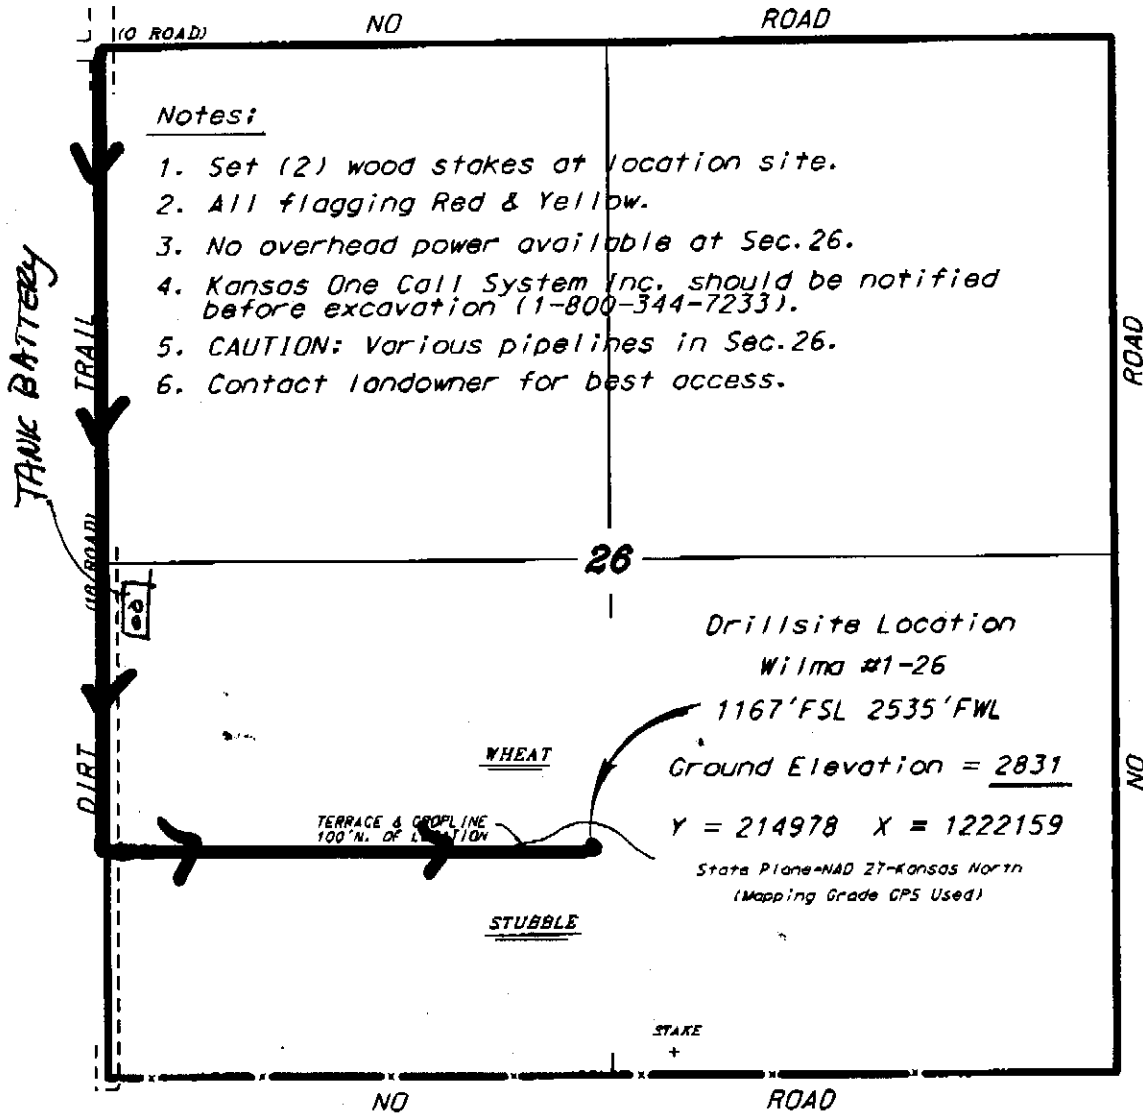 NO ROAD
(O ROAD)
Notes:
1. Set (2) wood stakes at location site.
2. All flagging Red & Yellow.
3. No overhead power available at Sec.26.
4. Kansas One Call System Inc. should be notified
before excavation (1-800-344-7233).
5. CAUTION: Various pipelines in Sec.26.
6. Contact landowner for best access.
TANK BATTERY
TRAIL
(18 ROAD)
DIRT
ROAD
NO
26
Drillsite Location
Wilma #1-26
1167'FSL 2535'FWL
Ground Elevation = 2831
Y = 214978 X = 1222159
State Plane-NAD 27-Kansas North
(Mapping Grade GPS Used)
WHEAT
TERRACE & CROPLINE
100'N. OF LOCATION
STUBBLE
STAKE
+
NO ROAD